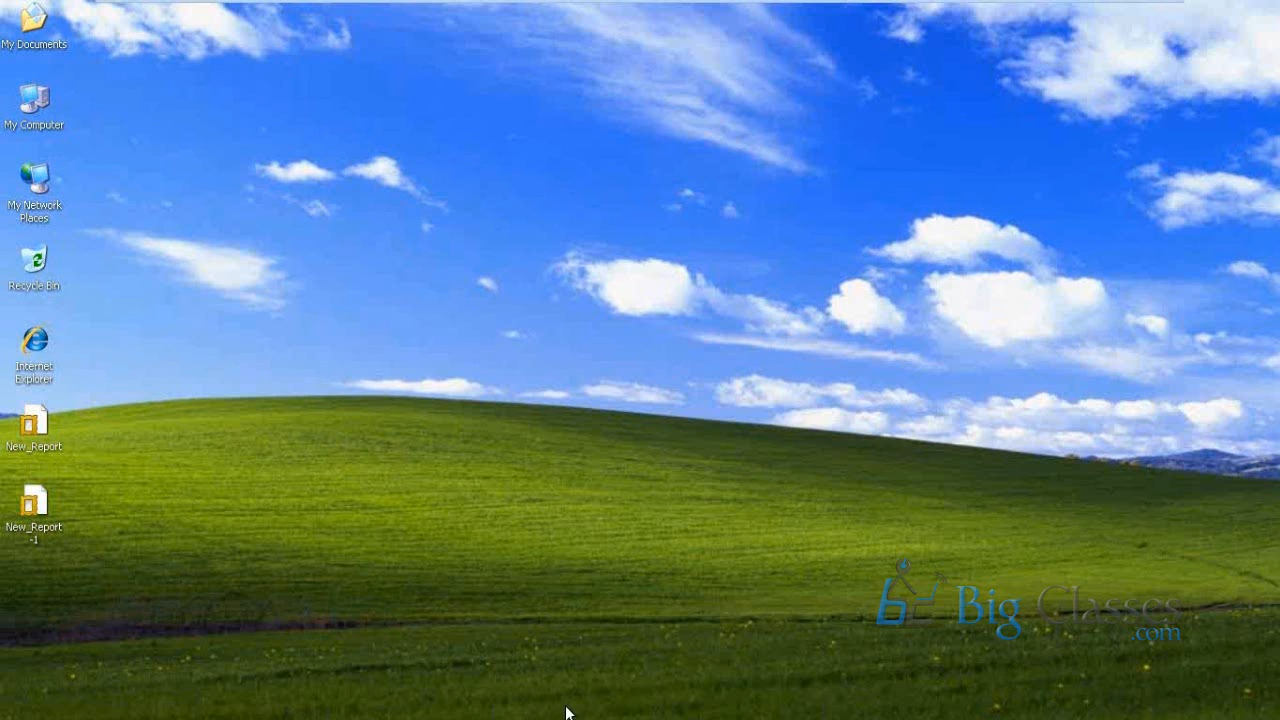 My Documents
My Computer
My Network
Places
Recycle Bin
Internet
Explorer
New_Report
New_Report
-1
Big Classes
.com